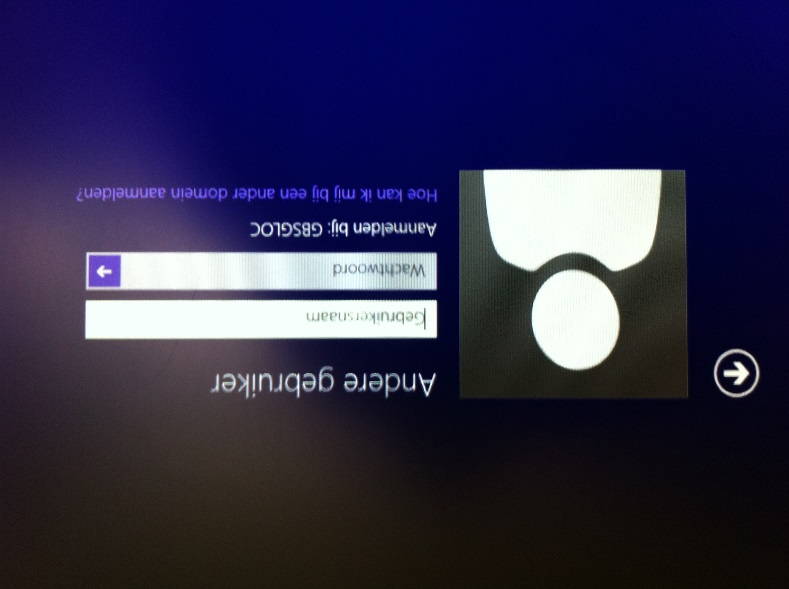 Andere gebruiker
Gebruikersnaam
Wachtwoord
Aanmelden bij: GBSGLOC
Hoe kan ik mij bij een ander domein aanmelden?